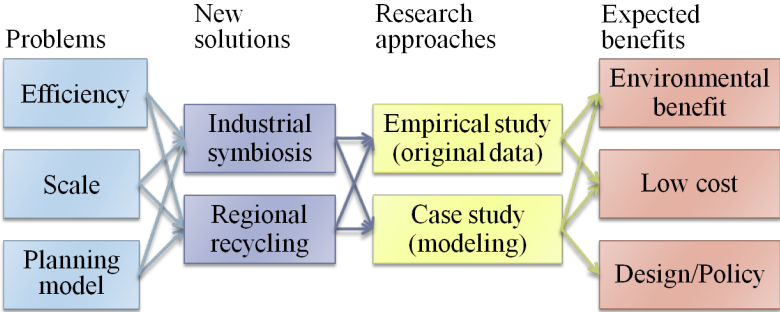 Problems
New
solutions
Research
approaches
Expected
benefits
Efficiency
Scale
Planning
model
Industrial
symbiosis
Regional
recycling
Empirical study
(original data)
Case study
(modeling)
Environmental
benefit
Low cost
Design/Policy